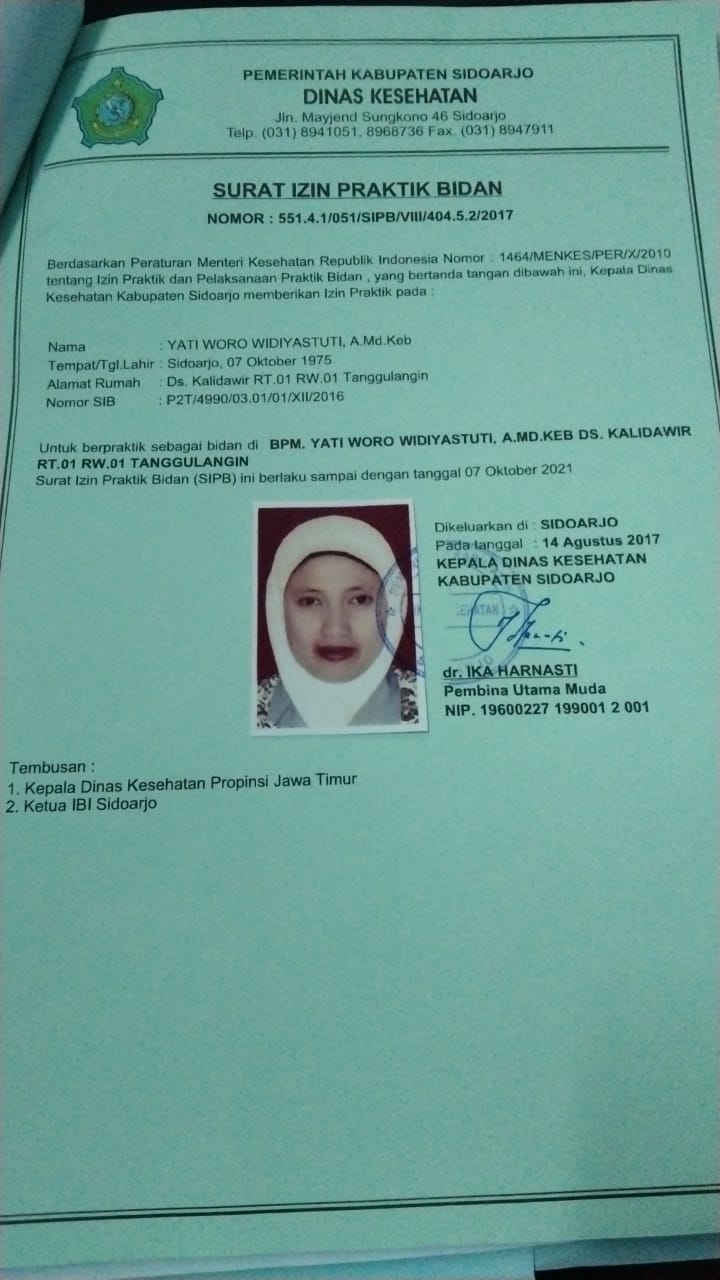 PEMERINTAH KABUPATEN SIDOARJO
DINAS KESEHATAN
Jln. Mayjend Sungkono 46 Sidoarjo
Telp. (031) 8941051, 8968736 Fax. (031) 8947911
SURAT IZIN PRAKTIK BIDAN
NOMOR : 551.4.1/051/SIPB/VIII/404.5.2/2017
Berdasarkan Peraturan Menteri Kesehatan Republik Indonesia Nomor : 1464/MENKES/PER/X/2010
tentang Izin Praktik dan Pelaksanaan Praktik Bidan , yang bertanda tangan dibawah ini, Kepala Dinas
Kesehatan Kabupaten Sidoarjo memberikan Izin Praktik pada :
Nama : YATI WORO WIDIYASTUTI, A.Md.Keb
Tempat/Tgl.Lahir : Sidoarjo, 07 Oktober 1975
Alamat Rumah : Ds. Kalidawir RT.01 RW.01 Tanggulangin
Nomor SIB : P2T/4990/03.01/01/XII/2016
Untuk berpraktik sebagai bidan di BPM. YATI WORO WIDIYASTUTI, A.MD.KEB DS. KALIDAWIR
RT.01 RW.01 TANGGULANGIN
Surat Izin Praktik Bidan (SIPB) ini berlaku sampai dengan tanggal 07 Oktober 2021
Dikeluarkan di : SIDOARJO
Pada tanggal : 14 Agustus 2017
KEPALA DINAS KESEHATAN
KABUPATEN SIDOARJO
dr. IKA HARNASTI
Pembina Utama Muda
NIP. 19600227 199001 2 001
Tembusan :
1. Kepala Dinas Kesehatan Propinsi Jawa Timur
2. Ketua IBI Sidoarjo